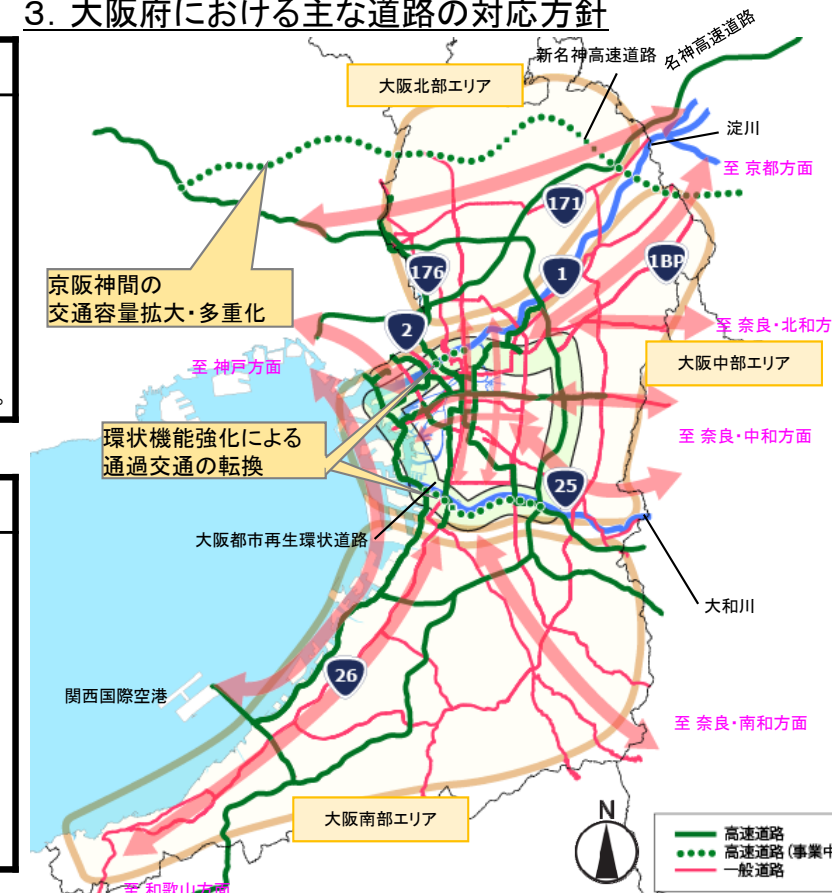 3．大阪府における主な道路の対応方針
新名神高速道路
名神高速道路
大阪北部エリア
淀川
至 京都方面
171
176
1
1BP
京阪神間の
交通容量拡大・多重化
2
至 奈良・北和方
至 神戸方面
大阪中部エリア
。
環状機能強化による
通過交通の転換
至 奈良・中和方面
25
大阪都市再生環状道路
大和川
26
関西国際空港
至 奈良・南和方面
大阪南部エリア
N
高速道路
高速道路（事業中
一般道路
至 和歌山方面